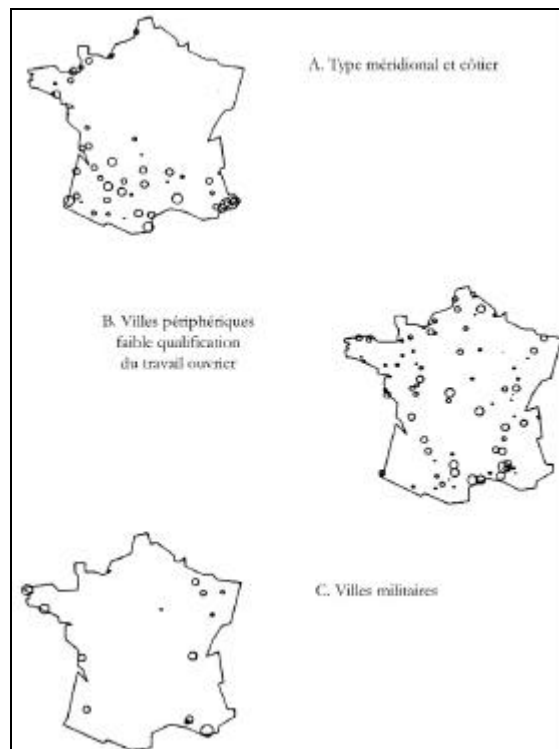 A. Type méridional et côtier
B. Villes périphériques
faible qualification
du travail ouvrier
C. Villes militaires